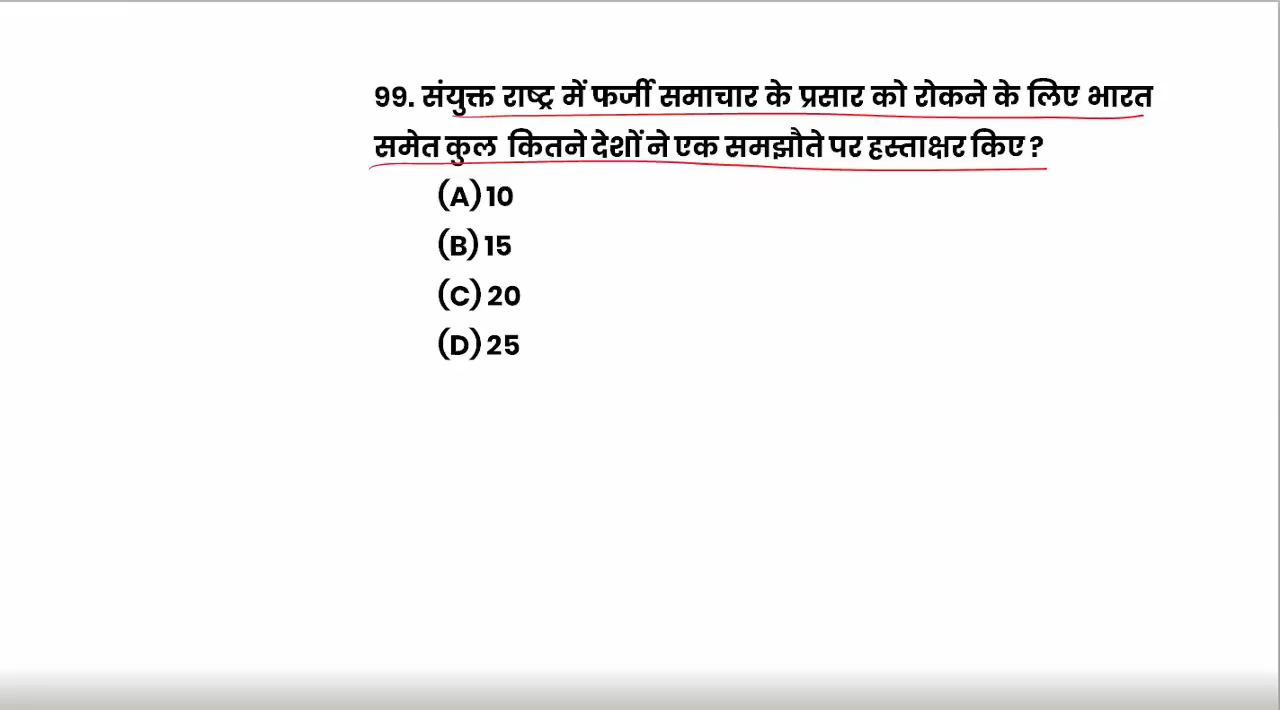 99. संयुक्त राष्ट्र में फर्जी समाचार के प्रसार को रोकने के लिए भारत
समेत कुल कितने देशों ने एक समझौते पर हस्ताक्षर किए ?
(A) 10
(B) 15
(C) 20
(D) 25